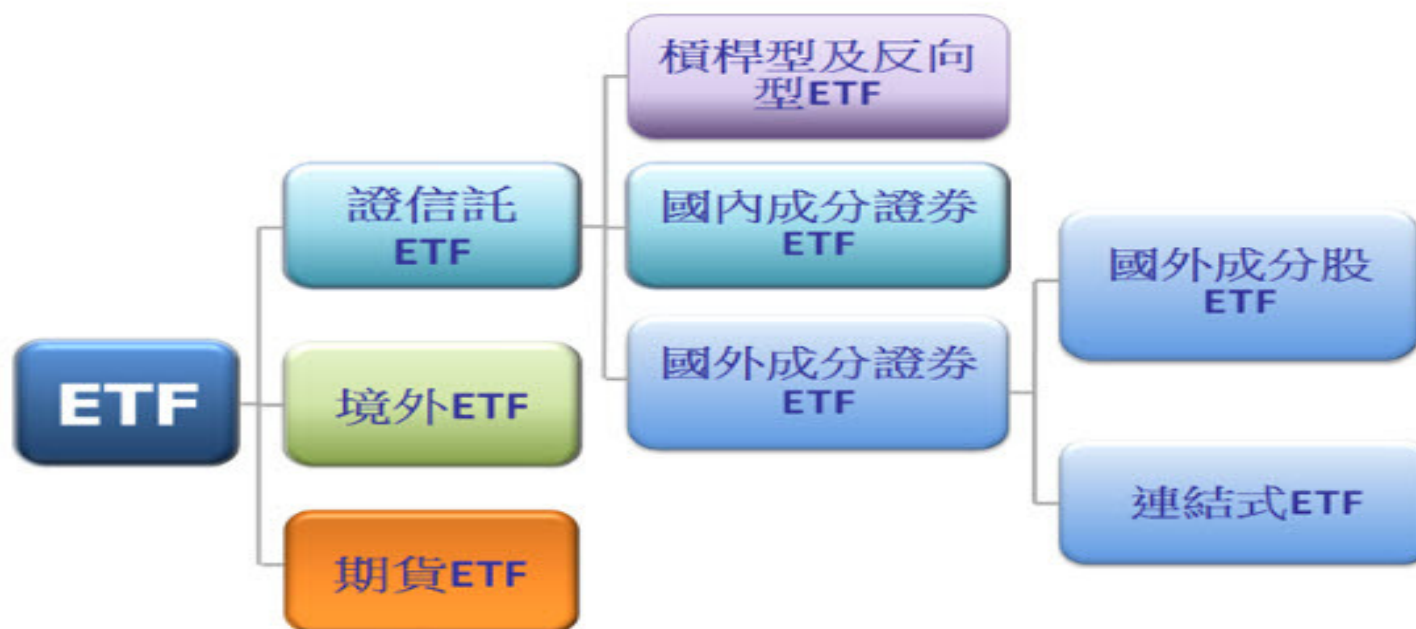 ETF
證信託
ETF
境外ETF
期貨ETF
槓桿型及反向
型ETF
國內成分證券
ETF
國外成分證券
ETF
國外成分股
ETF
連結式ETF